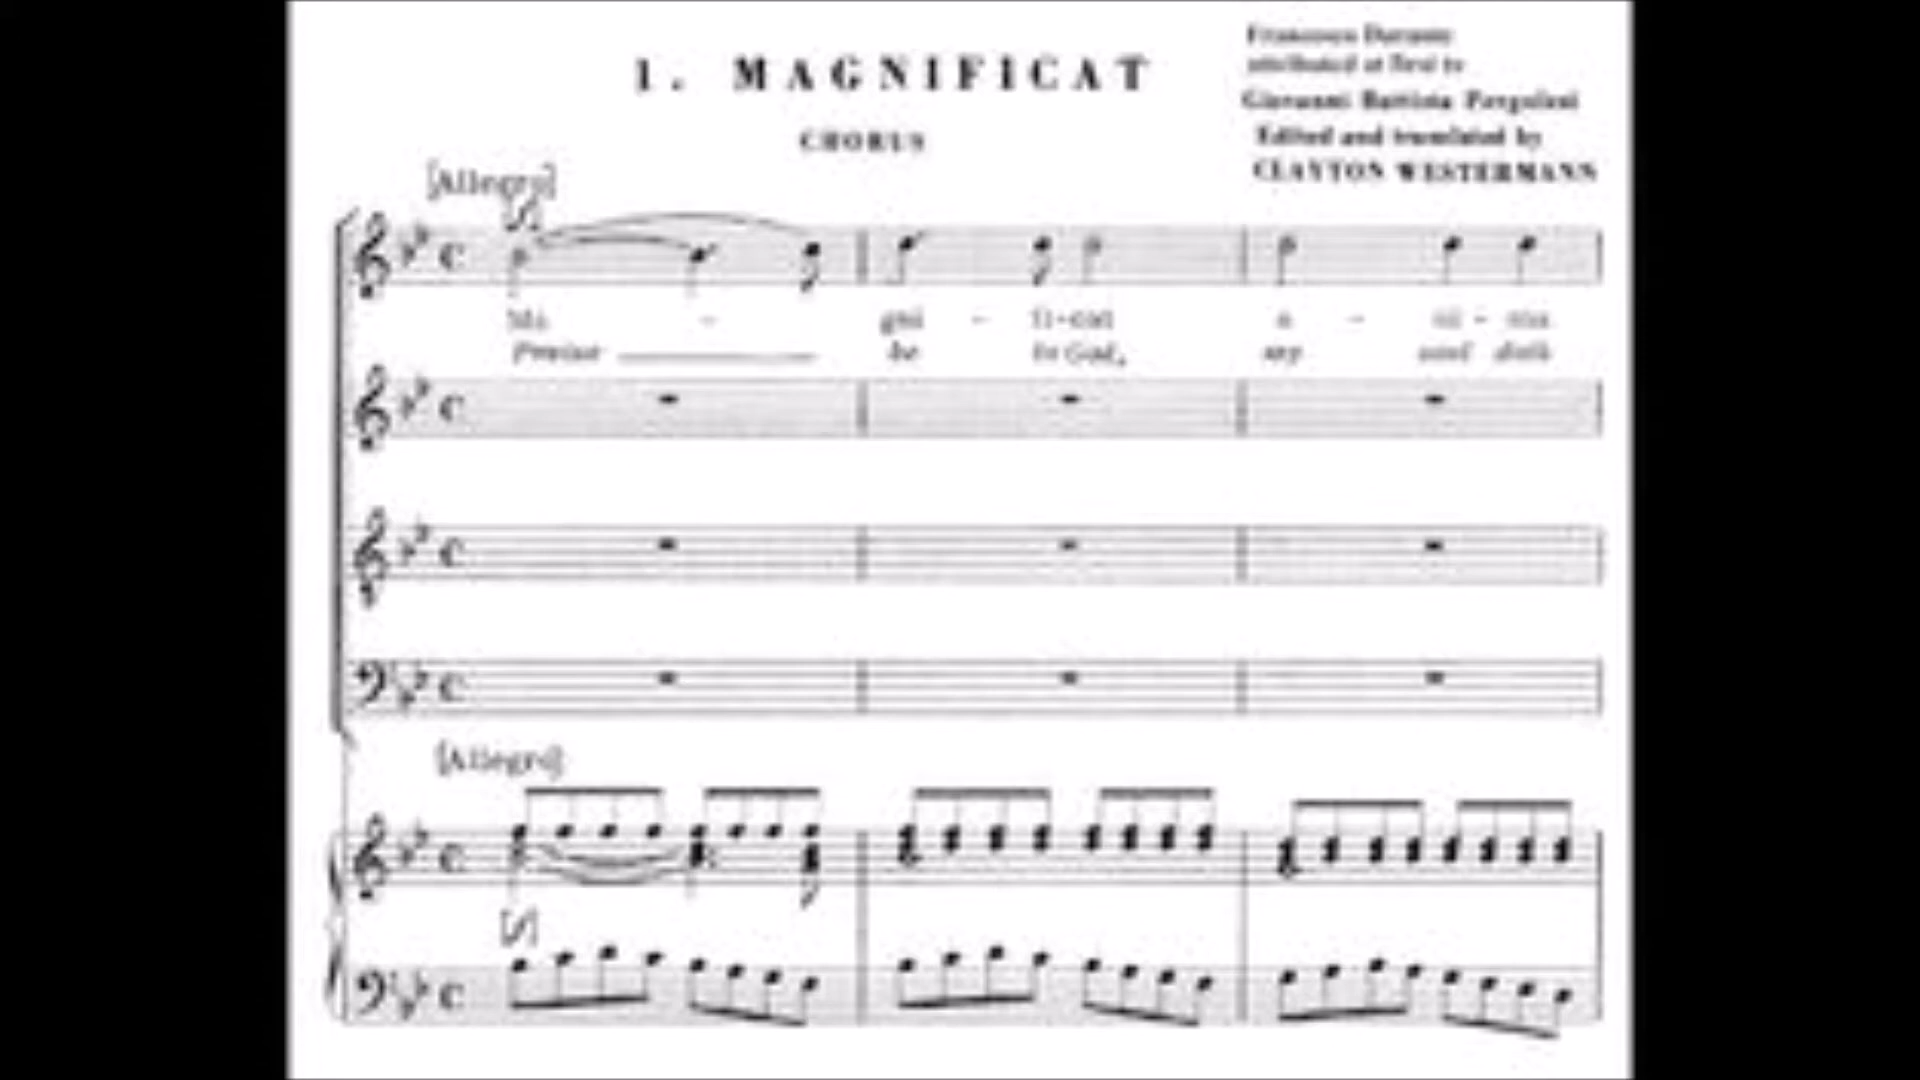 1. MAGNIFICAT
CHORUS
Francesco Durante
attributed at first to
Giovanni Battista Pergolesi
Edited and translated by
CLAYTON WESTERMANN
[Allegro]
[f]
Ma - gni - fi-cat a - ni - ma
Praise be to God, my soul doth
[Allegro]
[f]